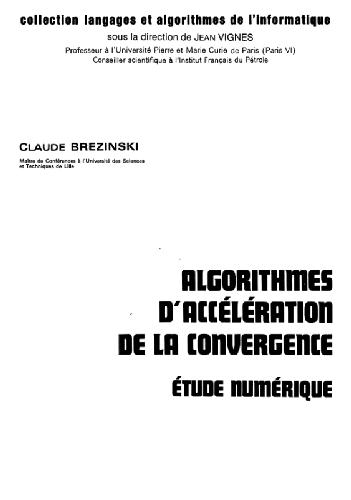 collection langages et algorithmes de l'informatique
sous la direction de JEAN VIGNES
Professeur à l'Université Pierre et Marie Curie de Paris (Paris VI)
Conseiller scientifique à l'Institut Français du Pétrole
CLAUDE BREZINSKI
Maître de Conférences à l'Université des Sciences
et Techniques de Lille
ALGORITHMES
D'ACCÉLÉRATION
DE LA CONVERGENCE
ÉTUDE NUMÉRIQUE